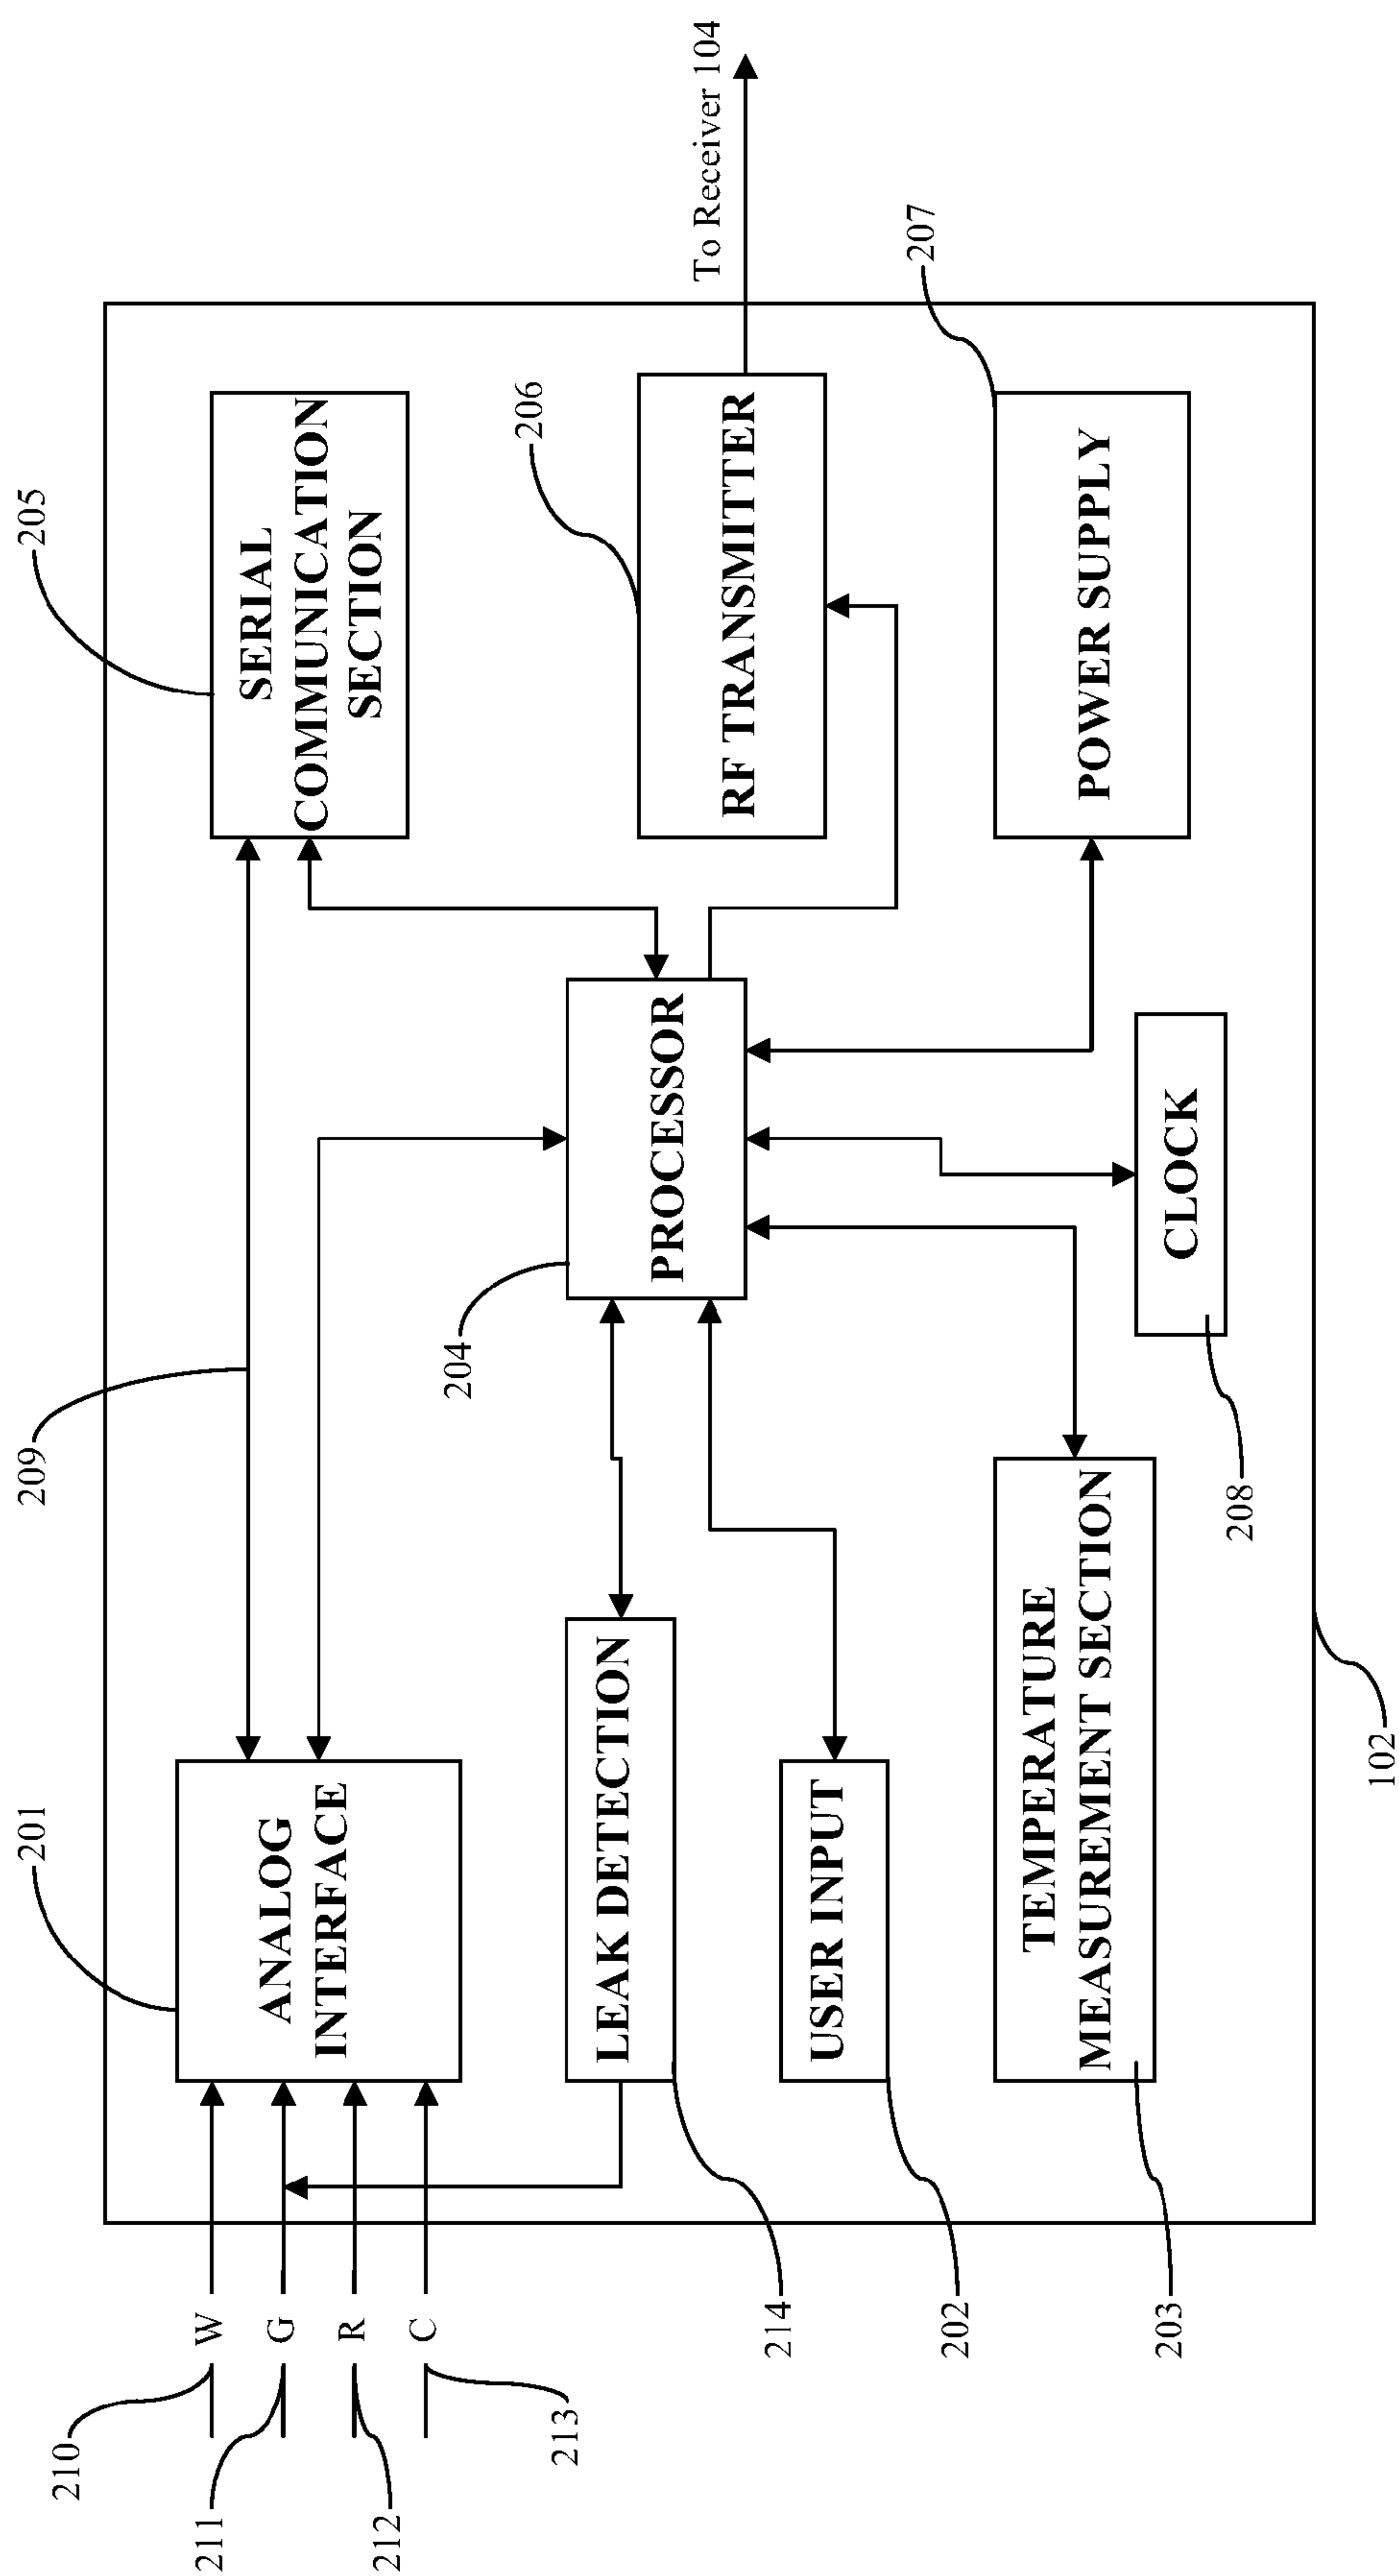 209
205
201
ANALOG
INTERFACE
SERIAL
COMMUNICATION
SECTION
210
W
211
G
212
R
213
C
204
206
LEAK DETECTION
PROCESSOR
RF TRANSMITTER
To Receiver 104
214
USER INPUT
202
207
TEMPERATURE
MEASUREMENT SECTION
203
CLOCK
208
POWER SUPPLY
102